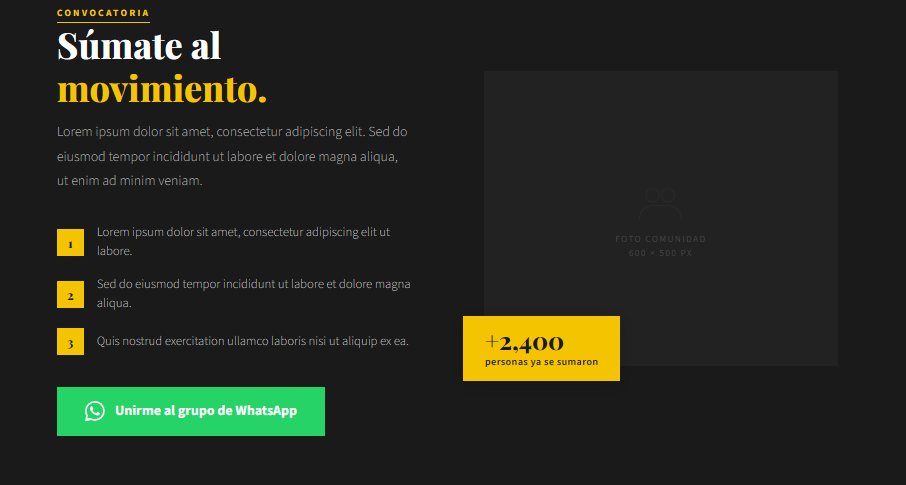 CONVOCATORIA
Súmate al
movimiento.
Lorem ipsum dolor sit amet, consectetur adipiscing elit. Sed do
eiusmod tempor incididunt ut labore et dolore magna aliqua,
ut enim ad minim veniam.
1
Lorem ipsum dolor sit amet, consectetur adipiscing elit ut
labore.
2
Sed do eiusmod tempor incididunt ut labore et dolore magna
aliqua.
3
Quis nostrud exercitation ullamco laboris nisi ut aliquip ex ea.
Unirme al grupo de WhatsApp
FOTO COMUNIDAD
600 × 500 PX
+2,400
personas ya se sumaron